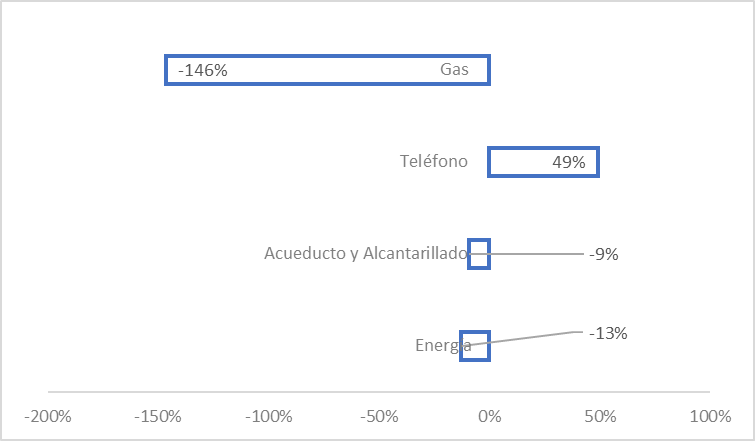 -146% Gas
Teléfono 49%
Acueducto y Alcantarillado -9%
Energía -13%
-200% -150% -100% -50% 0% 50% 100%